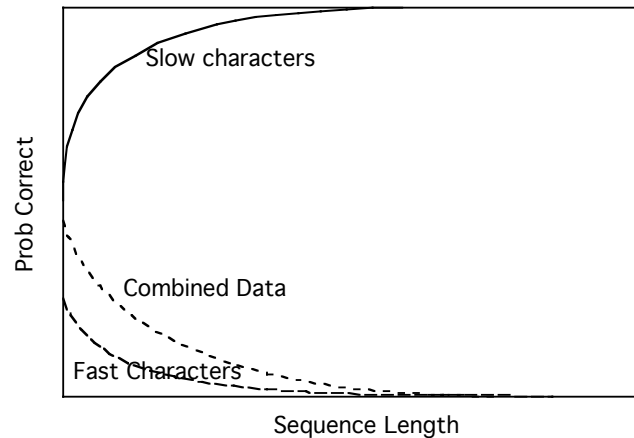 Slow characters
Prob Correct
Combined Data
Fast Characters
Sequence Length